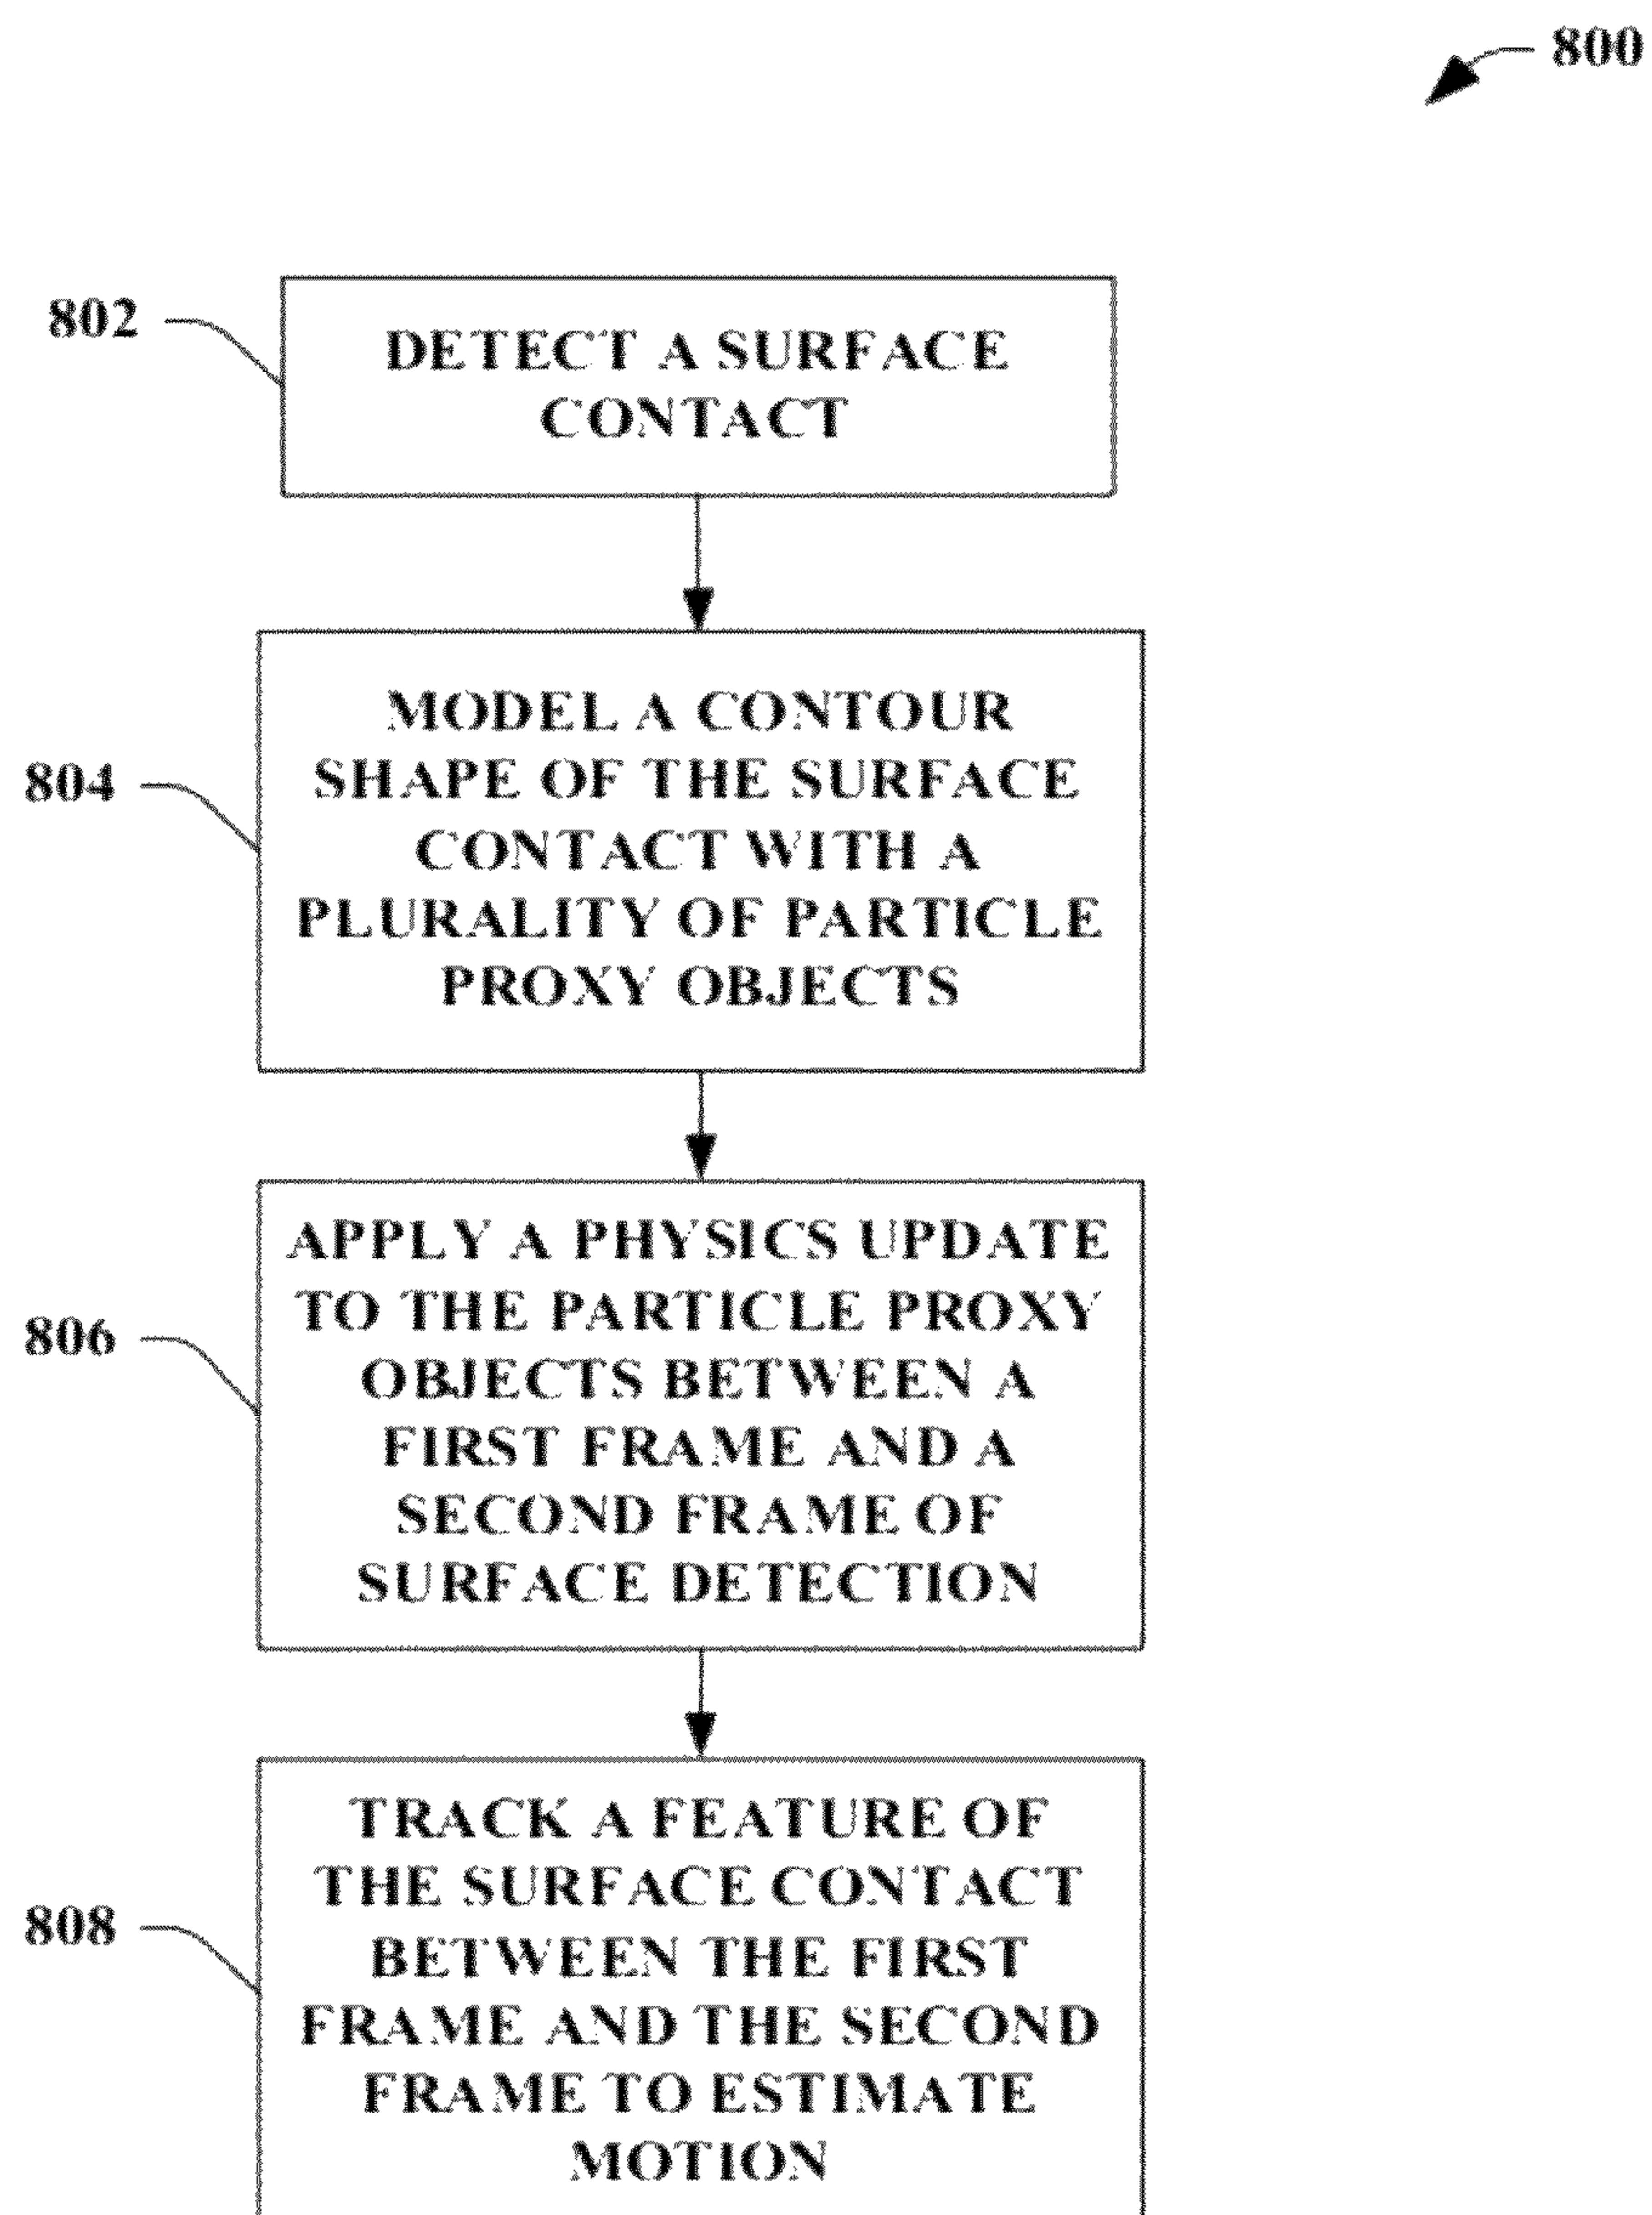 800
802
DETECT A SURFACE
CONTACT
804
MODEL A CONTOUR
SHAPE OF THE SURFACE
CONTACT WITH A
PLURALITY OF PARTICLE
PROXY OBJECTS
806
APPLY A PHYSICS UPDATE
TO THE PARTICLE PROXY
OBJECTS BETWEEN A
FIRST FRAME AND A
SECOND FRAME OF
SURFACE DETECTION
808
TRACK A FEATURE OF
THE SURFACE CONTACT
BETWEEN THE FIRST
FRAME AND THE SECOND
FRAME TO ESTIMATE
MOTION